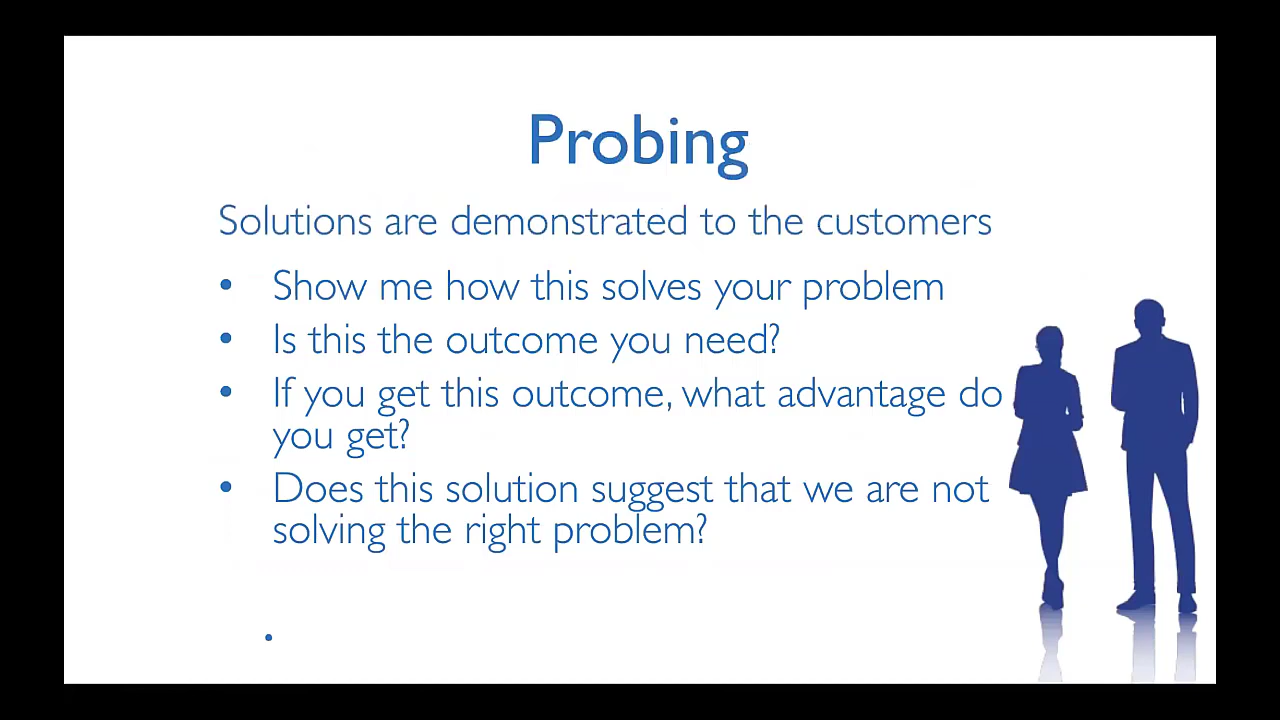 Probing
Solutions are demonstrated to the customers
• Show me how this solves your problem
• Is this the outcome you need?
• If you get this outcome, what advantage do
you get?
• Does this solution suggest that we are not
solving the right problem?
•